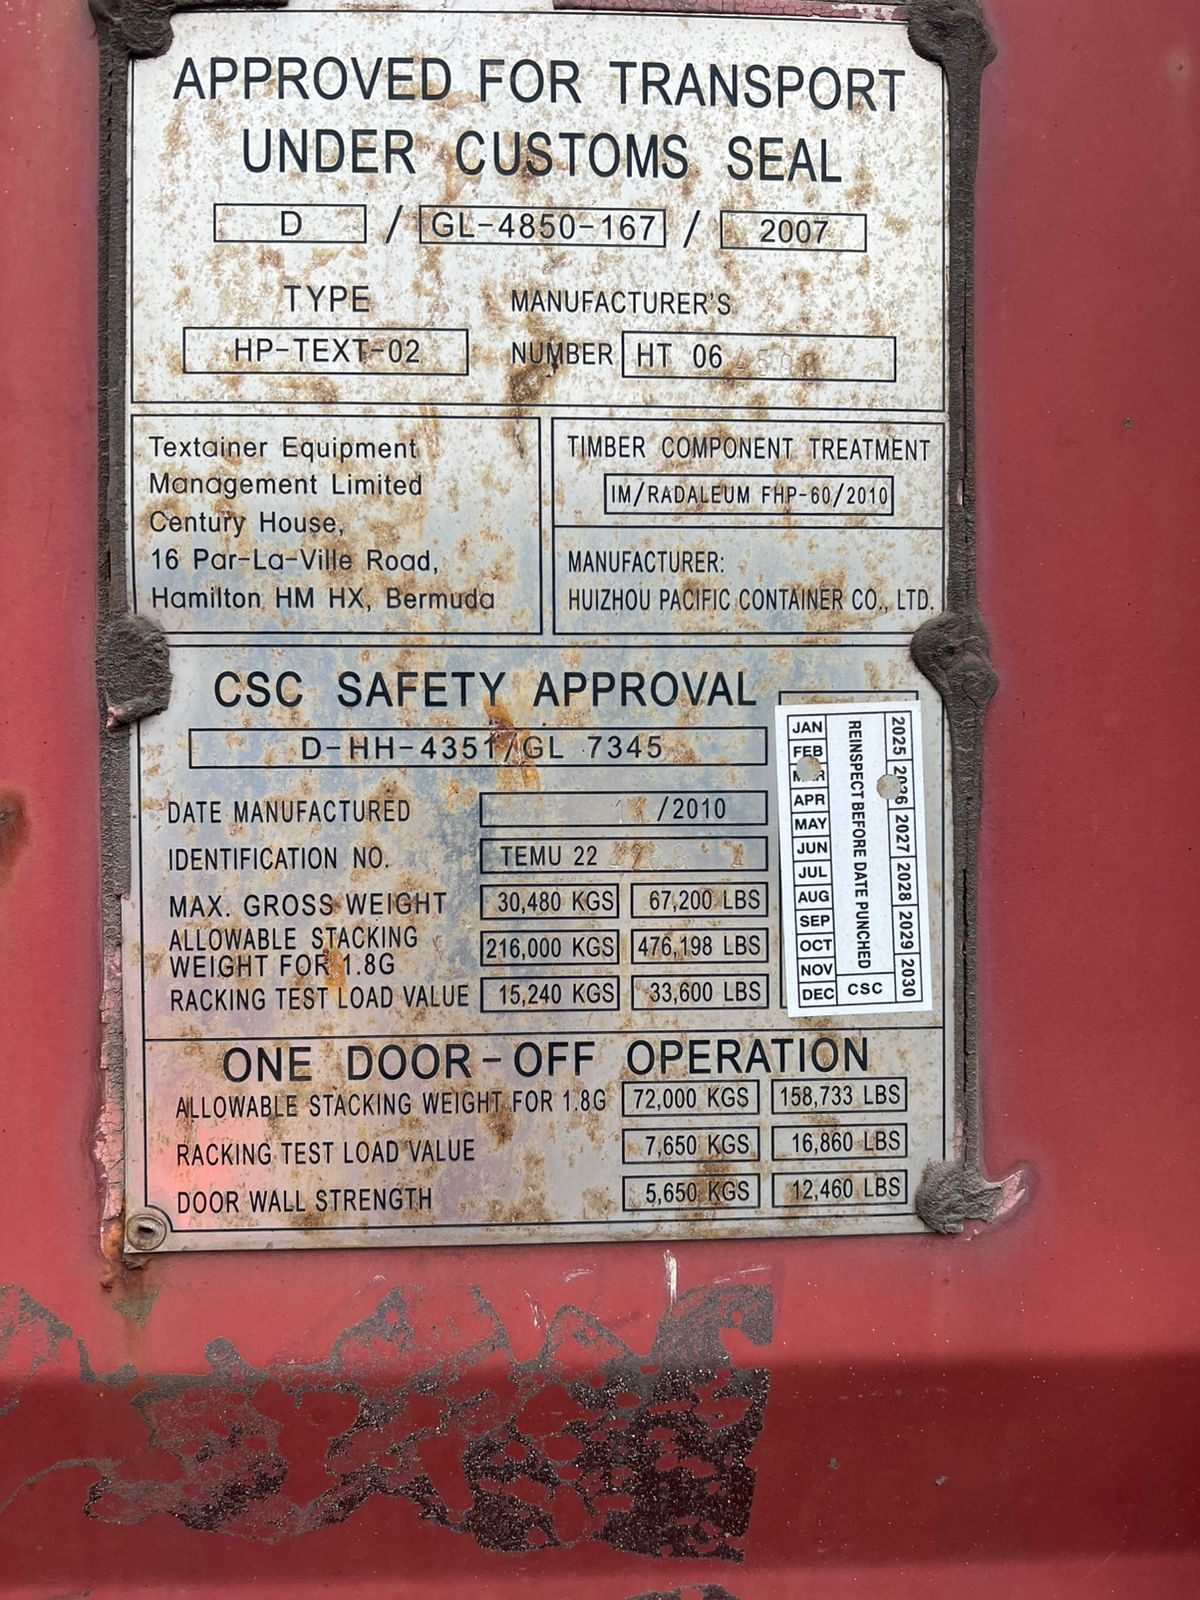 APPROVED FOR TRANSPORT
UNDER CUSTOMS SEAL
D / GL-4850-167 / 2007
TYPE
HP-TEXT-02
MANUFACTURER'S
NUMBER HT 06
Textainer Equipment
Management Limited
Century House,
16 Par-La-Ville Road,
Hamilton HM HX, Bermuda
TIMBER COMPONENT TREATMENT
IM/RADALEUM FHP-60/2010
MANUFACTURER:
HUIZHOU PACIFIC CONTAINER CO., LTD.
CSC SAFETY APPROVAL
D-HH-4351/GL 7345
DATE MANUFACTURED /2010
IDENTIFICATION NO. TEMU 22
MAX. GROSS WEIGHT 30,480 KGS 67,200 LBS
ALLOWABLE STACKING
WEIGHT FOR 1.8G 216,000 KGS 476,198 LBS
RACKING TEST LOAD VALUE 15,240 KGS 33,600 LBS
JAN
FEB
MAR
APR
MAY
JUN
JUL
AUG
SEP
OCT
NOV
DEC
REINSPECT BEFORE DATE PUNCHED
CSC
2025 2026 2027 2028 2029 2030
ONE DOOR-OFF OPERATION
ALLOWABLE STACKING WEIGHT FOR 1.8G 72,000 KGS 158,733 LBS
RACKING TEST LOAD VALUE 7,650 KGS 16,860 LBS
DOOR WALL STRENGTH 5,650 KGS 12,460 LBS